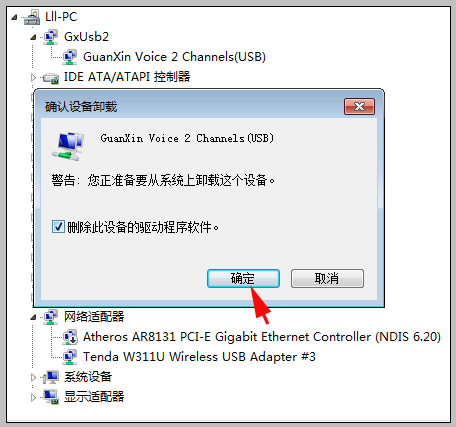 Lll-PC
GxUsb2
GuanXin Voice 2 Channels(USB)
IDE ATA/ATAPI 控制器
确认设备卸载
GuanXin Voice 2 Channels(USB)
警告: 您正准备要从系统上卸载这个设备。
删除此设备的驱动程序软件。
确定
取消
网络适配器
Atheros AR8131 PCI-E Gigabit Ethernet Controller (NDIS 6.20)
Tenda W311U Wireless USB Adapter #3
系统设备
显示适配器